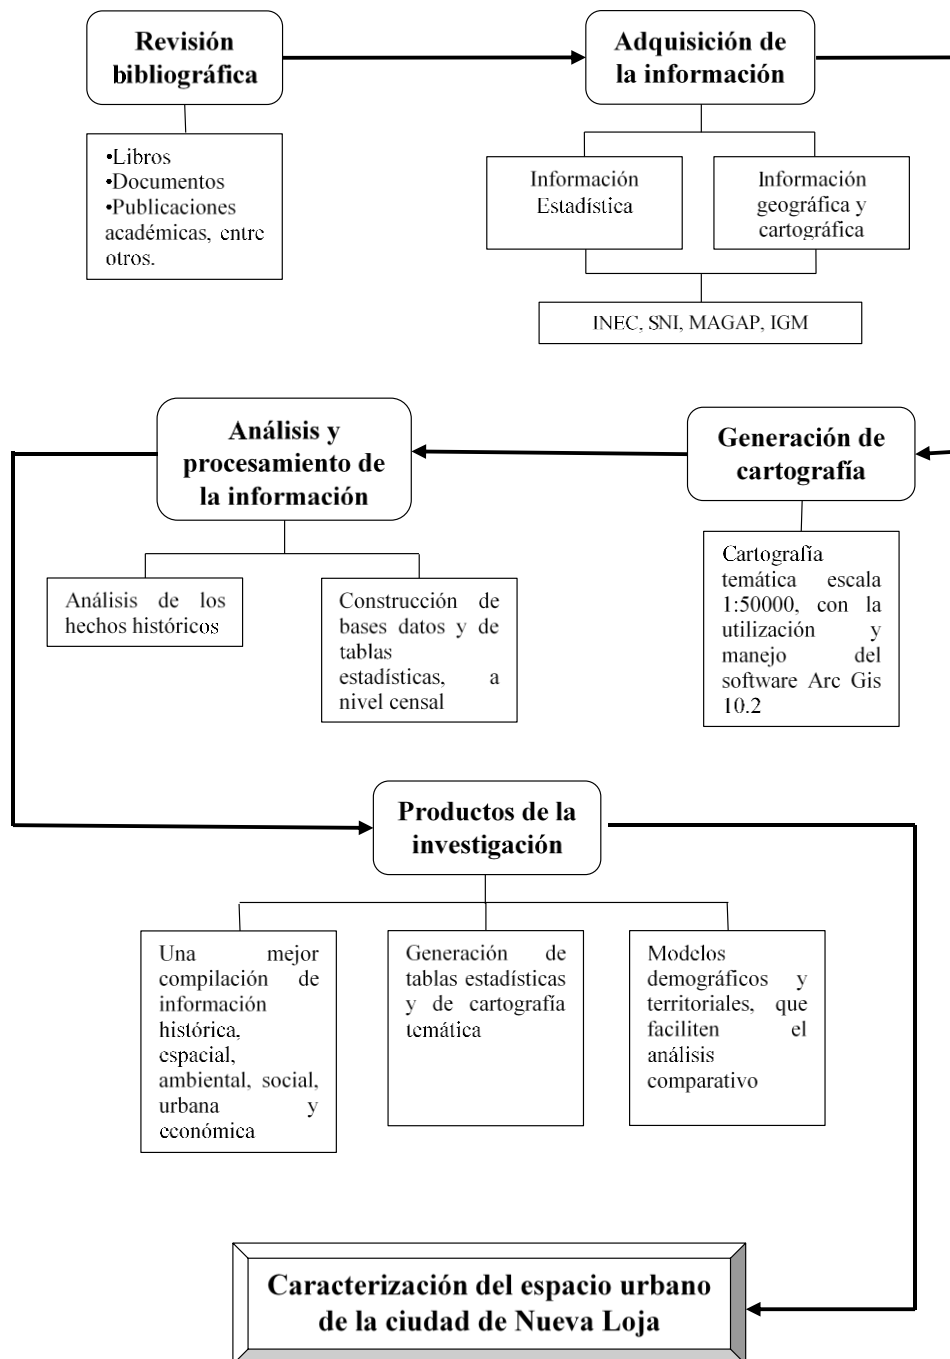 Revisión
bibliográfica
•Libros
•Documentos
•Publicaciones
académicas, entre
otros.
Adquisición de
la información
Información
Estadística
Información
geográfica y
cartográfica
INEC, SNI, MAGAP, IGM
Generación de
cartografía
Cartografía
temática escala
1:50000, con la
utilización y
manejo del
software Arc Gis
10.2
Análisis y
procesamiento de
la información
Análisis de los
hechos históricos
Construcción de
bases datos y de
tablas
estadísticas, a
nivel censal
Productos de la
investigación
Una mejor
compilación de
información
histórica,
espacial,
ambiental, social,
urbana y
económica
Generación de
tablas estadísticas
y de cartografía
temática
Modelos
demográficos y
territoriales, que
faciliten el
análisis
comparativo
Caracterización del espacio urbano
de la ciudad de Nueva Loja